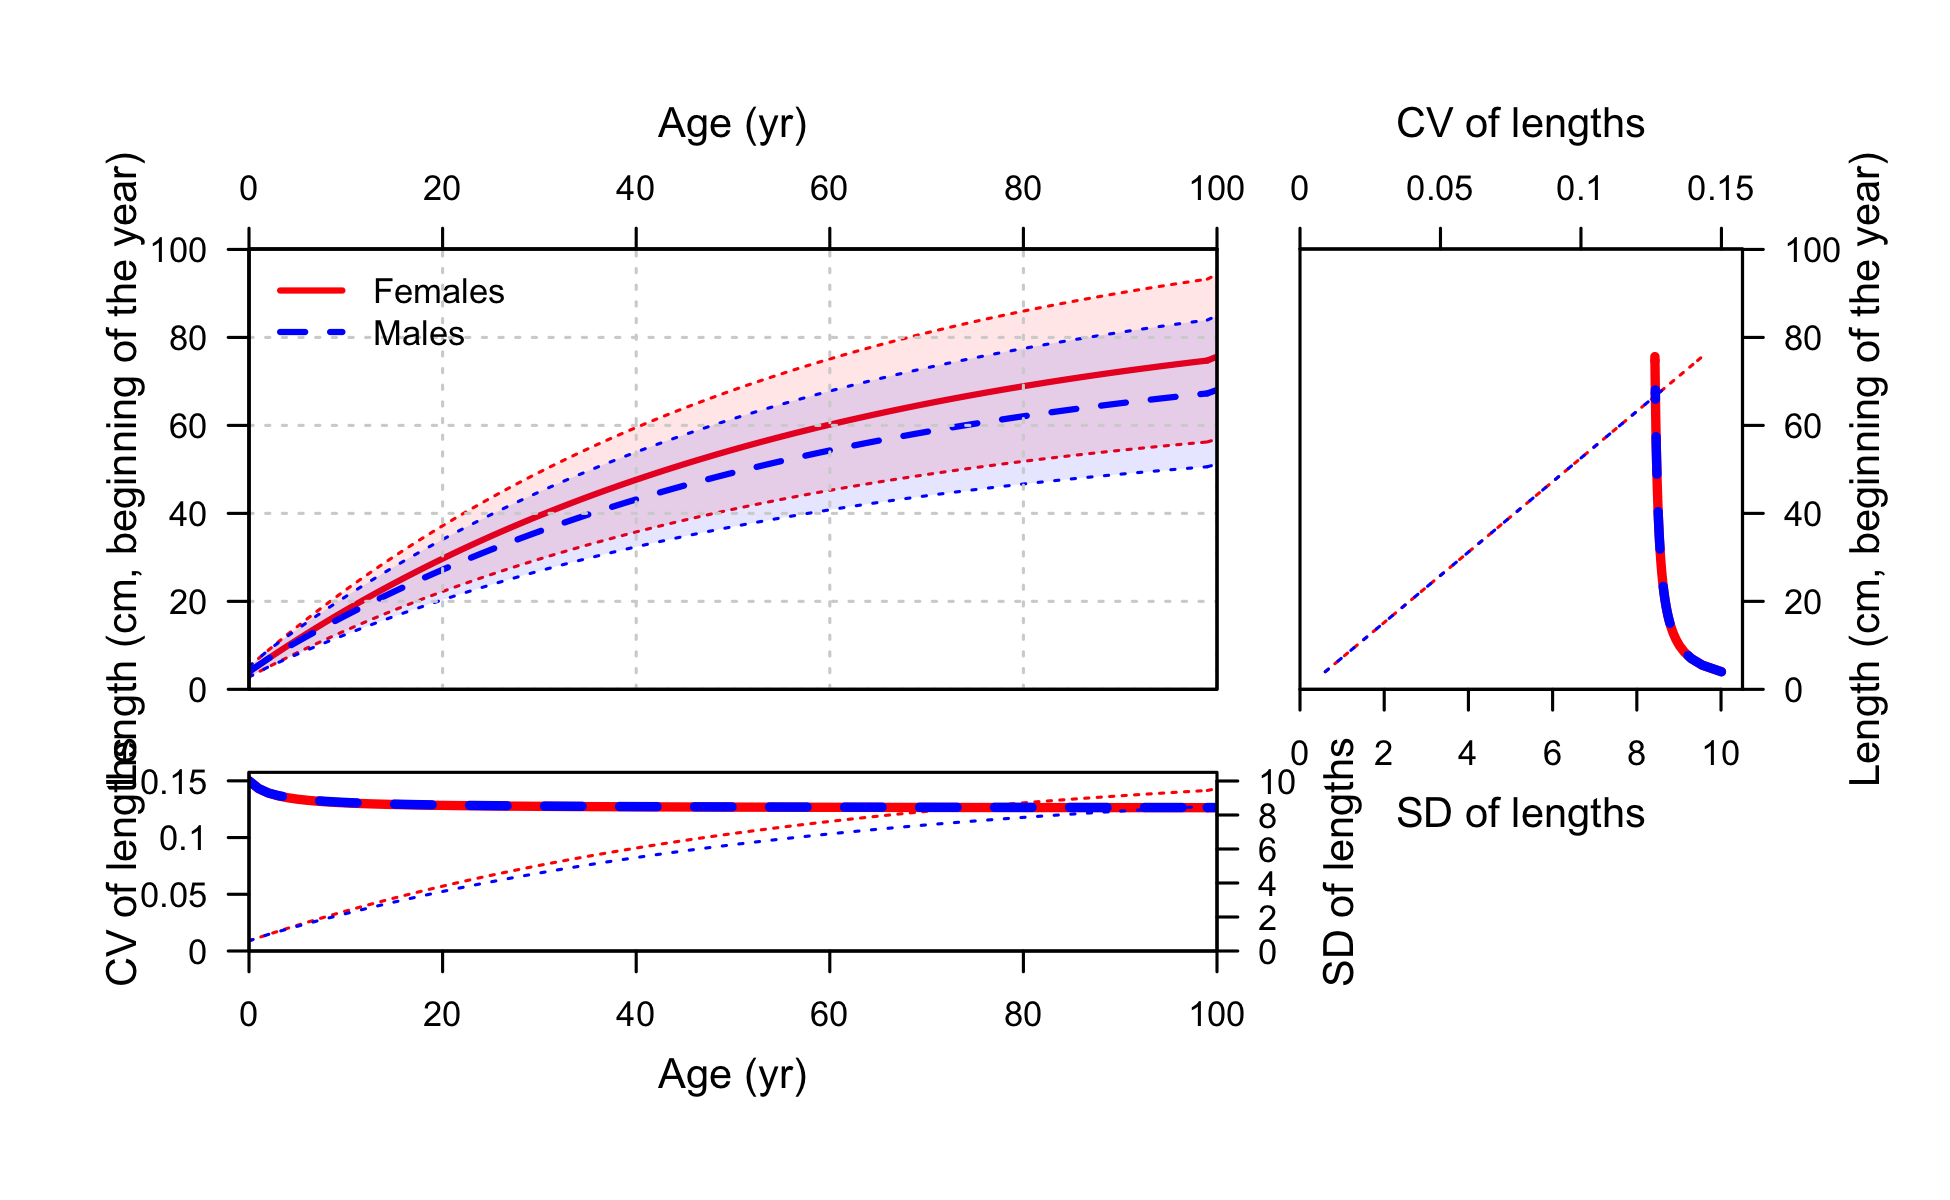 Age (yr)
CV of lengths
0 20 40 60 80 100
0 0.05 0.1 0.15
Length (cm, beginning of the year)
100
80
60
40
20
0
Females
Males
100
80
60
40
20
0
Length (cm, beginning of the year)
0 2 4 6 8 10
SD of lengths
CV of lengths
0.15
0.1
0.05
0
10
8
6
4
2
0
SD of lengths
0 20 40 60 80 100
Age (yr)